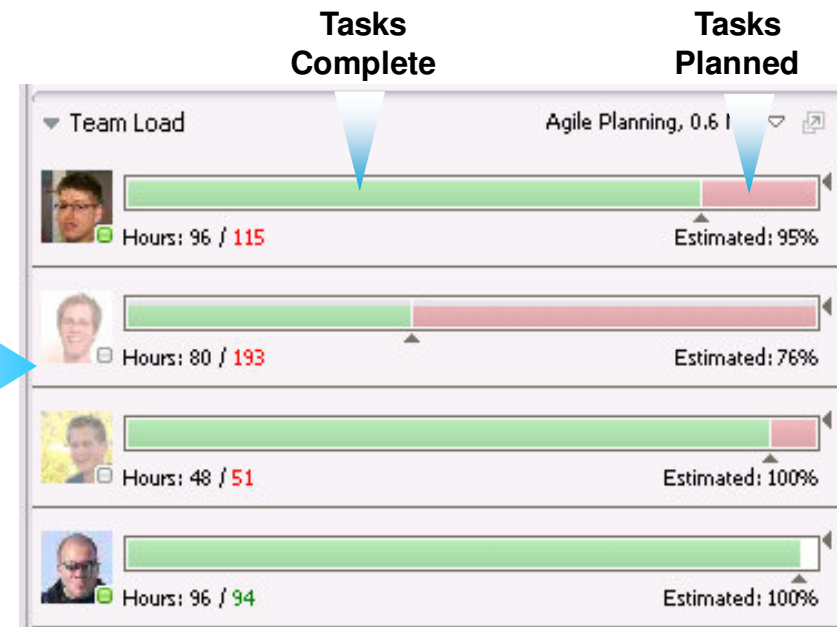 Tasks Complete
Tasks Planned
Team Load
Agile Planning, 0.6
Hours: 96 / 115
Estimated: 95%
Hours: 80 / 193
Estimated: 76%
Hours: 48 / 51
Estimated: 100%
Hours: 96 / 94
Estimated: 100%